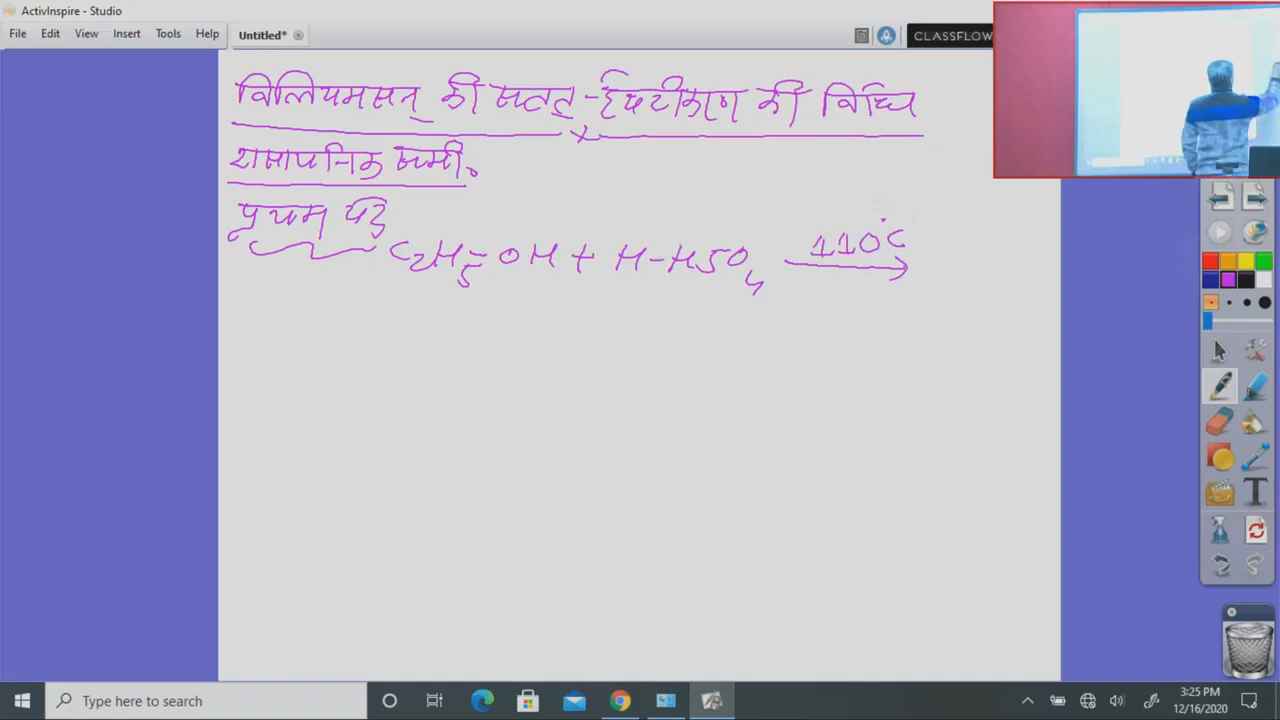 ActivInspire - Studio
File Edit View Insert Tools Help Untitled* CLASSFLOW
विलियमसन् की सतत् - ईथरीकरण की विधि
रासायनिक समी.
प्रथम पद
C2H5-OH + H-HSO4 110°C →
T
Type here to search
3:25 PM
12/16/2020